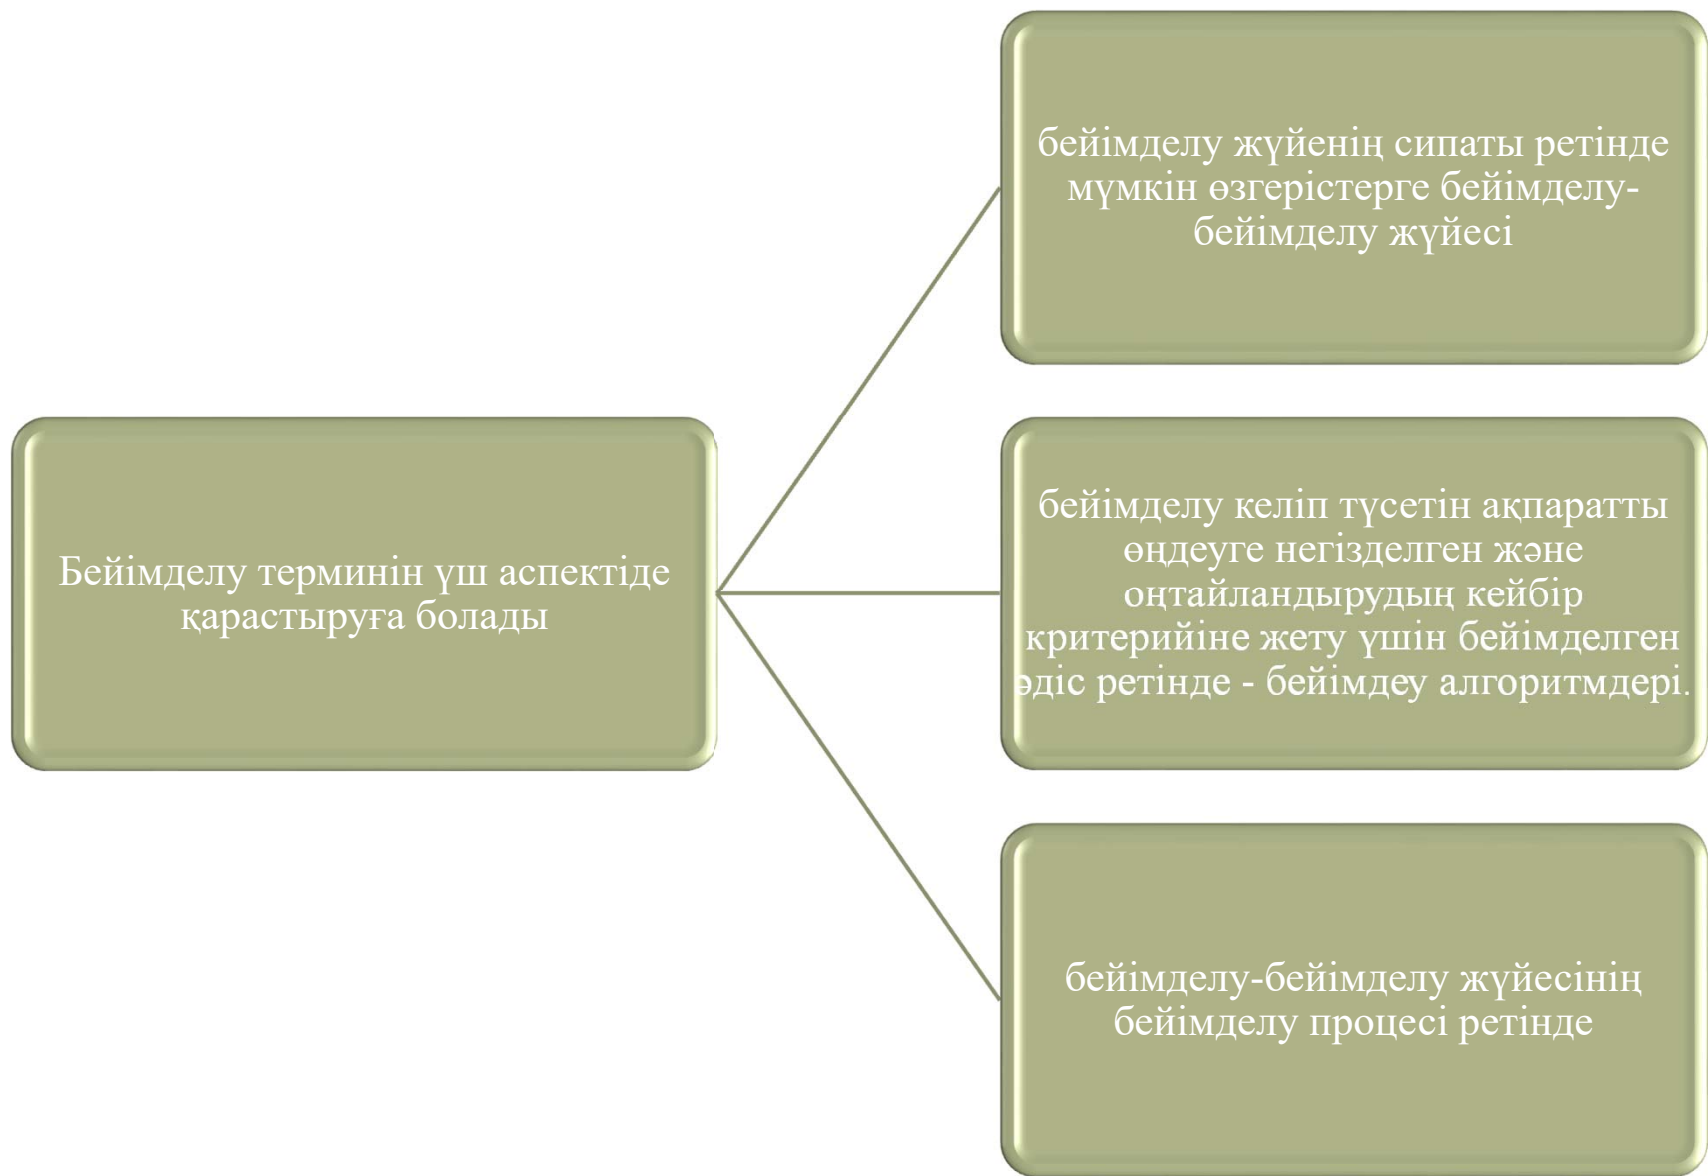 Бейімделу терминін үш аспектіде
қарастыруға болады
бейімделу жүйенің сипаты ретінде
мүмкін өзгерістерге бейімделу-
бейімделу жүйесі
бейімделу келіп түсетін ақпаратты
өңдеуге негізделген және
оңтайландырудың кейбір
критерийіне жету үшін бейімделген
әдіс ретінде - бейімдеу алгоритмдері.
бейімделу-бейімделу жүйесінің
бейімделу процесі ретінде